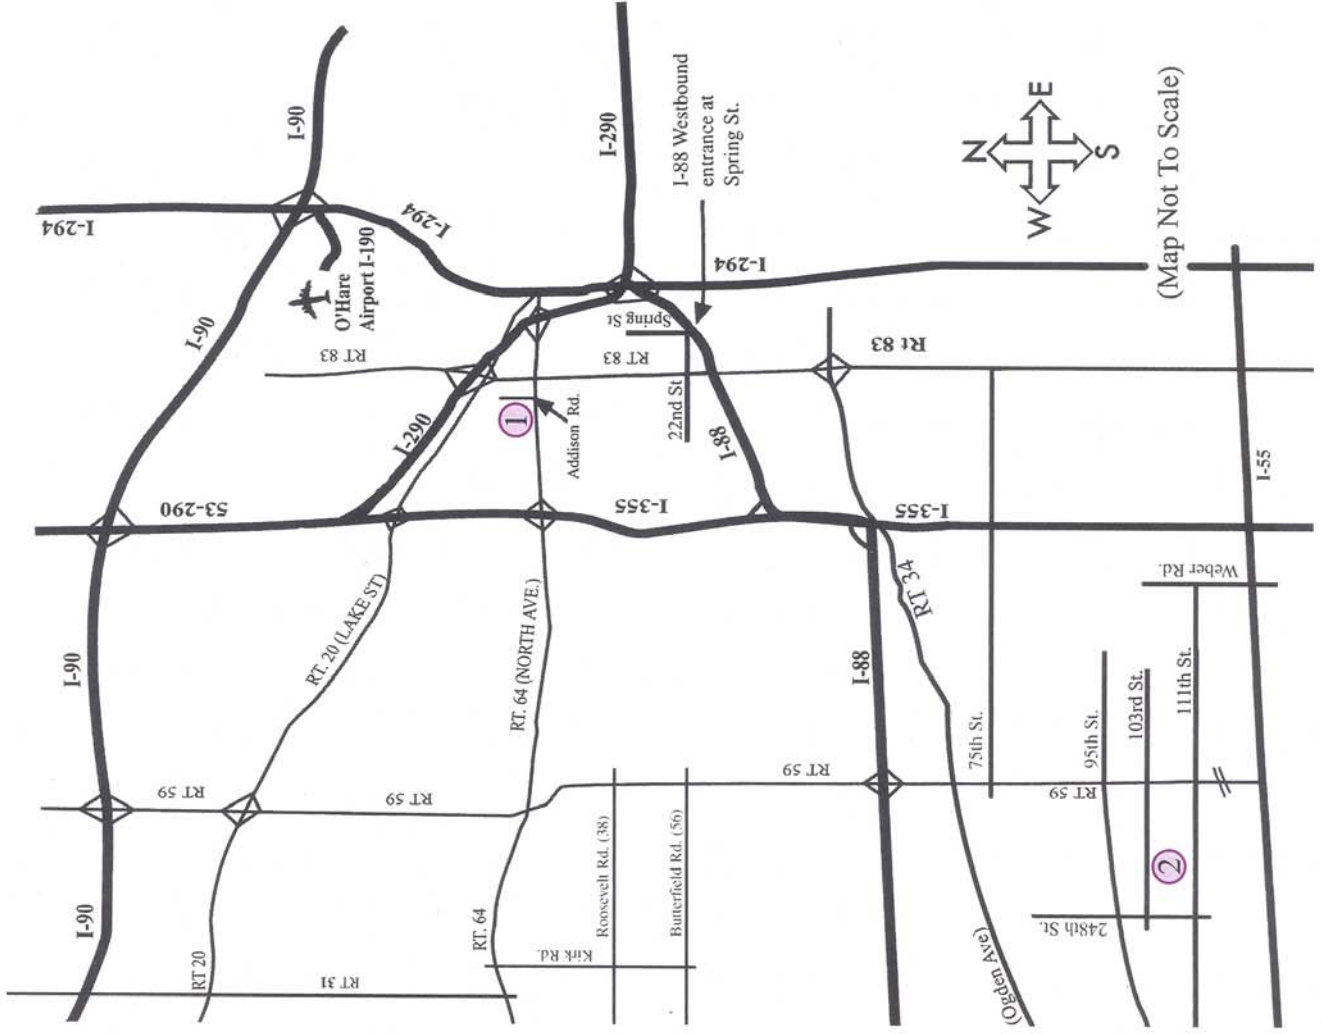 I-90
I-290
I-294
I-294
O'Hare
Airport I-190
I-90
I-88 Westbound
entrance at
Spring St.
N
E
S
W
(Map Not To Scale)
I-294
Spring St
RT 83
RT 83
Rt 83
22nd St
1
Addison Rd.
I-290
I-88
53-290
I-355
I-355
I-55
RT. 20 (LAKE ST)
RT. 64 (NORTH AVE.)
RT 34
Weber Rd.
I-90
I-88
75th St.
95th St.
103rd St.
111th St.
RT 59
RT 59
RT 59
RT 59
Roosevelt Rd. (38)
Butterfield Rd. (56)
2
I-90
RT 20
RT. 64
Kirk Rd.
248th St.
RT 31
(Ogden Ave)